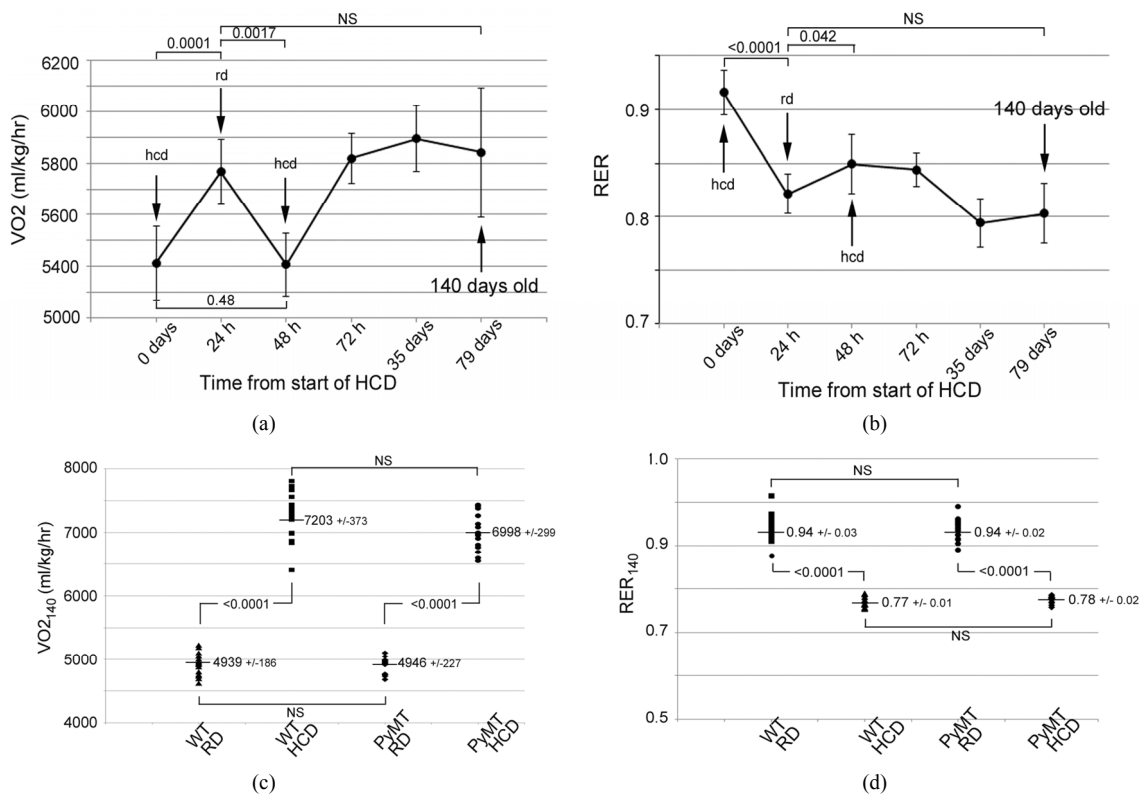 NS
0.0017
0.0001
6200
rd
6000
hcd
hcd
5800
5600
5400
140 days old
0.48
5000
VO2 (ml/kg/hr)
0 days
24 h
48 h
72 h
35 days
79 days
Time from start of HCD
(a)
NS
0.042
<0.0001
rd
0.9
140 days old
hcd
0.8
hcd
0.7
RER
0 days
24 h
48 h
72 h
35 days
79 days
Time from start of HCD
(b)
8000
NS
7203 +/-373
7000
6998 +/-299
6000
<0.0001
<0.0001
5000
4939 +/-186
4946 +/-227
NS
4000
VO2140 (ml/kg/hr)
WT RD
WT HCD
PyMT RD
PyMT HCD
(c)
1.0
NS
0.94 +/- 0.03
0.94 +/- 0.02
0.9
<0.0001
<0.0001
0.8
0.77 +/- 0.01
0.78 +/- 0.02
0.7
NS
0.5
RER140
WT RD
WT HCD
PyMT RD
PyMT HCD
(d)